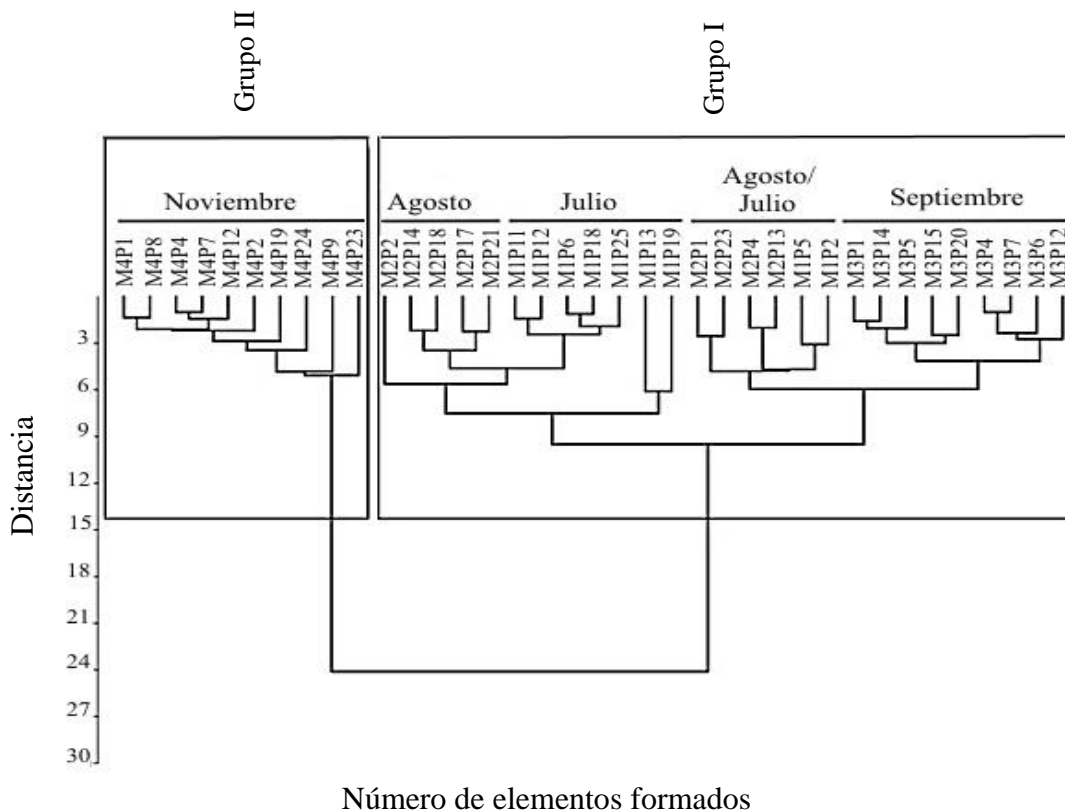 Grupo II
Grupo I
Noviembre
Agosto
Julio
Agosto/
Julio
Septiembre
M4P1
M4P8
M4P4
M4P7
M4P12
M4P2
M4P19
M4P24
M4P9
M4P23
M2P2
M2P14
M2P18
M2P17
M2P21
M1P11
M1P12
M1P6
M1P18
M1P25
M1P13
M1P19
M2P1
M2P23
M2P4
M2P13
M1P5
M1P2
M3P1
M3P14
M3P5
M3P15
M3P20
M3P4
M3P7
M3P6
M3P12
3
6
9
12
15
18
21
24
27
30
Distancia
Número de elementos formados